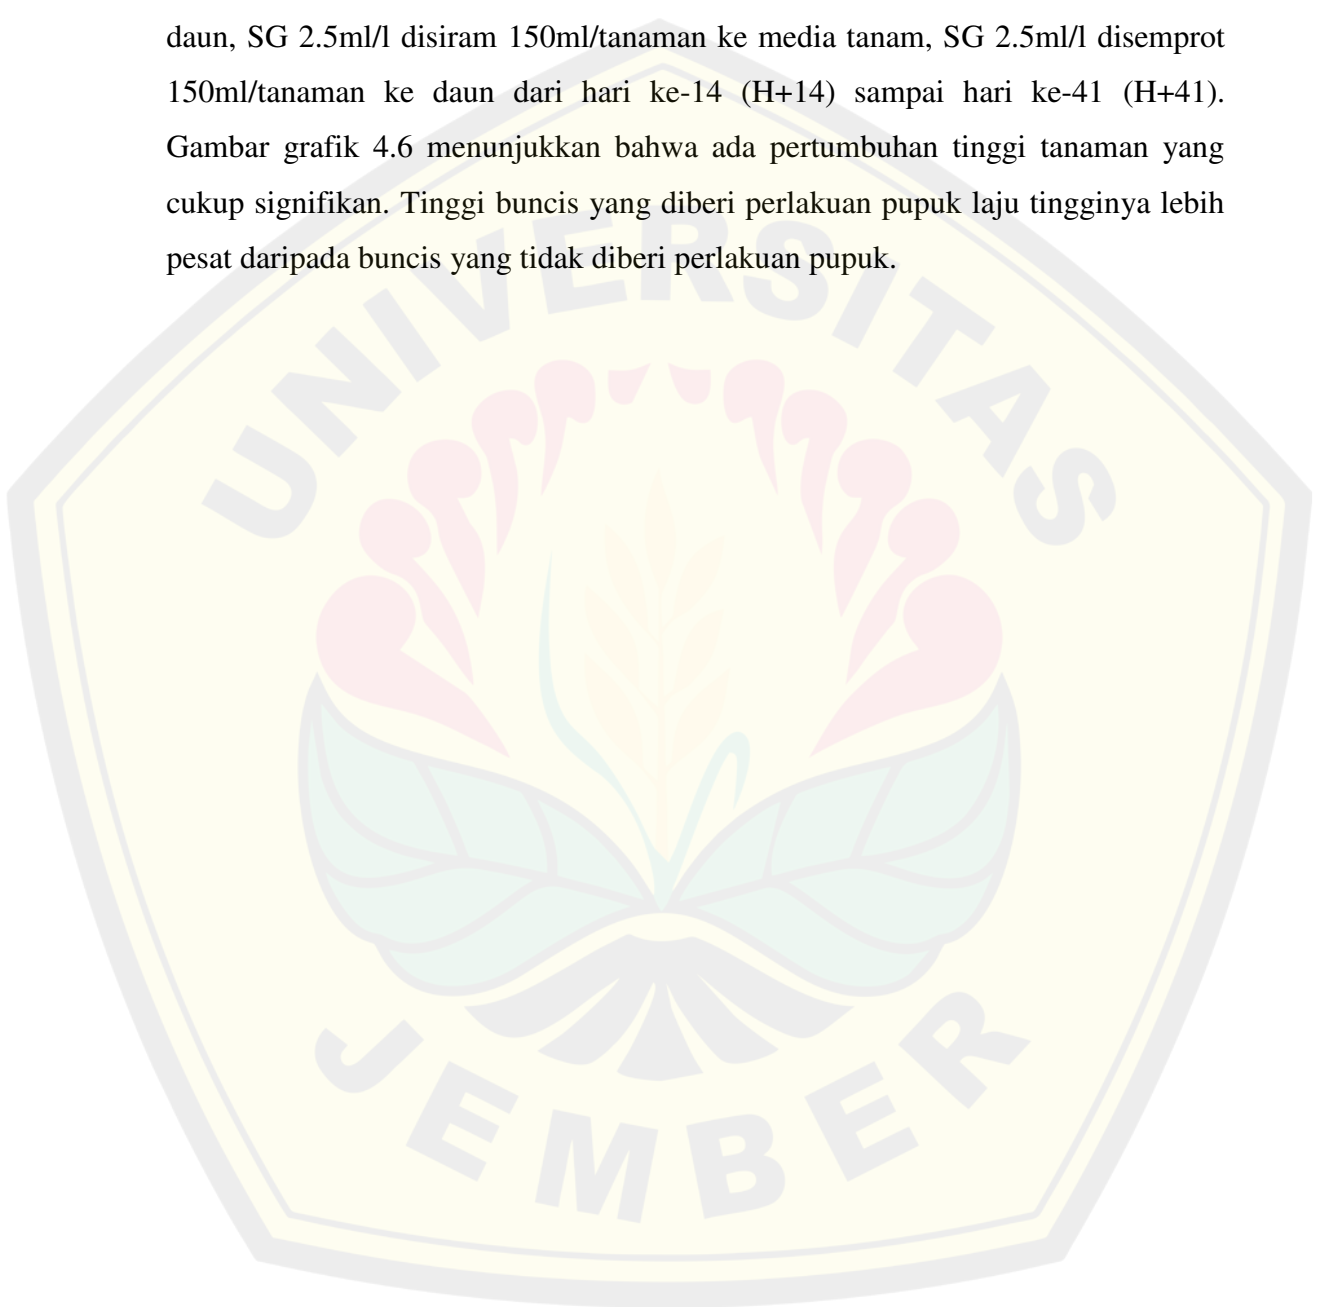 daun, SG 2.5ml/l disiram 150ml/tanaman ke media tanam, SG 2.5ml/l disemprot
150ml/tanaman ke daun dari hari ke-14 (H+14) sampai hari ke-41 (H+41).
Gambar grafik 4.6 menunjukkan bahwa ada pertumbuhan tinggi tanaman yang
cukup signifikan. Tinggi buncis yang diberi perlakuan pupuk laju tingginya lebih
pesat daripada buncis yang tidak diberi perlakuan pupuk.
UNIVERSITAS
JEMBER